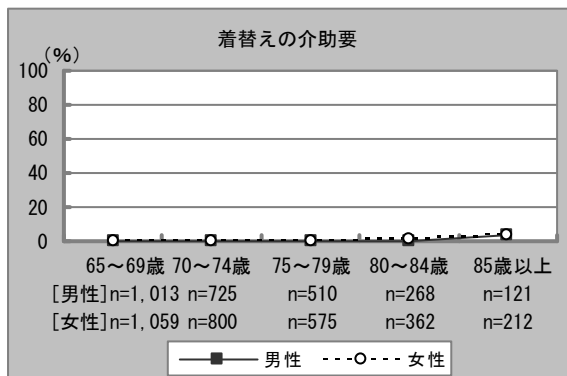 着替えの介助要
(%)
100
80
60
40
20
0
65～69歳 70～74歳 75～79歳 80～84歳 85歳以上
[男性]n=1,013 n=725 n=510 n=268 n=121
[女性]n=1,059 n=800 n=575 n=362 n=212
男性 女性